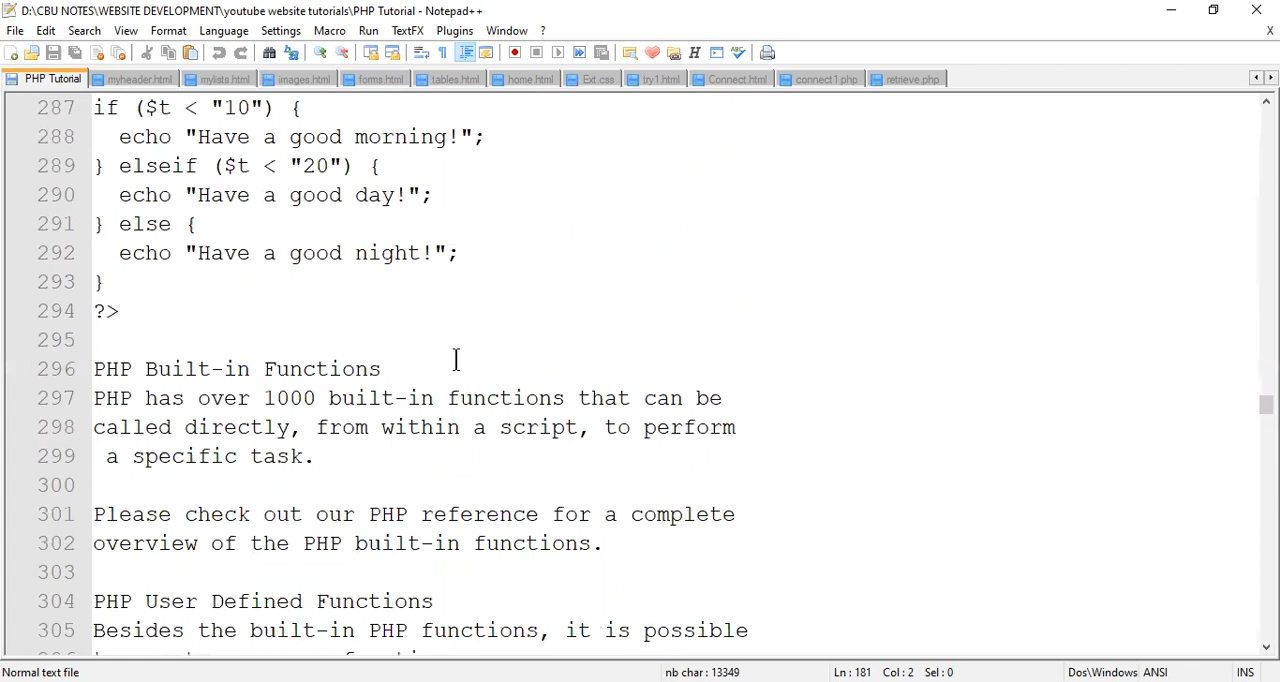 D:\CBU NOTES\WEBSITE DEVELOPMENT\youtube website tutorials\PHP Tutorial - Notepad++
File Edit Search View Format Language Settings Macro Run TextFX Plugins Window ? X
PHP Tutorial myheader.html mylists.html images.html forms.html tables.html home.html Ext.css try1.html Connect.html connect1.php retrieve.php
287 if ($t < "10") {
288 echo "Have a good morning!";
289 } elseif ($t < "20") {
290 echo "Have a good day!";
291 } else {
292 echo "Have a good night!";
293 }
294 ?>
295
296 PHP Built-in Functions
297 PHP has over 1000 built-in functions that can be
298 called directly, from within a script, to perform
299 a specific task.
300
301 Please check out our PHP reference for a complete
302 overview of the PHP built-in functions.
303
304 PHP User Defined Functions
305 Besides the built-in PHP functions, it is possible
Normal text file nb char : 13349 Ln : 181 Col : 2 Sel : 0 Dos\Windows ANSI INS